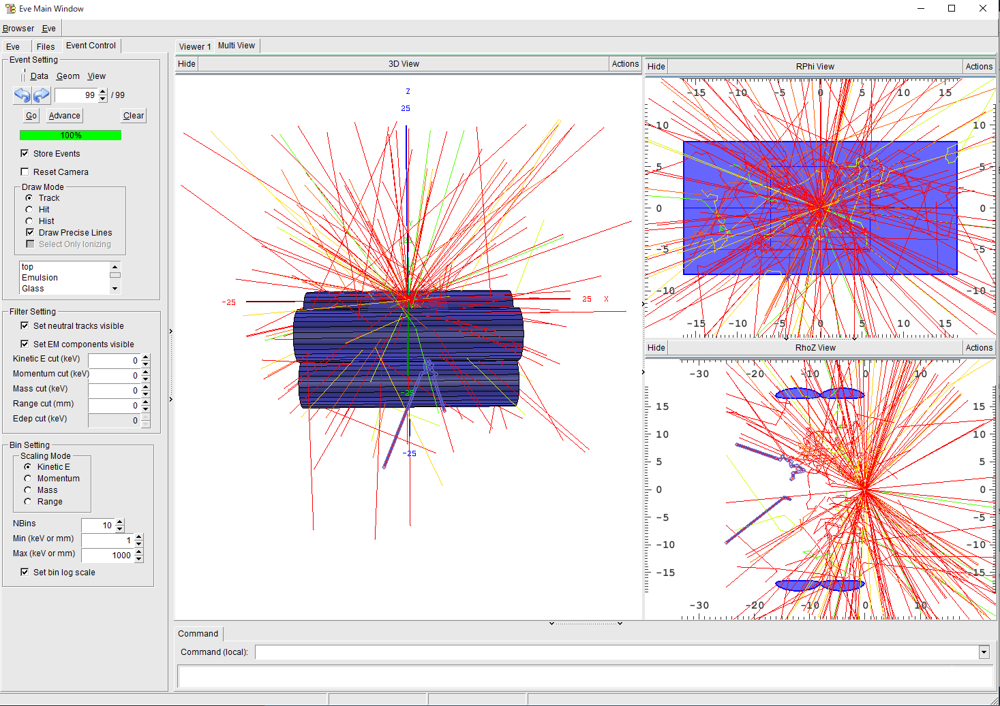 Eve Main Window
Browser Eve
Eve Files Event Control
Event Setting
Data Geom View
99 / 99
Go Advance Clear
100%
Store Events
Reset Camera
Draw Mode
Track
Hit
Hist
Draw Precise Lines
Select Only Ionizing
top
Emulsion
Glass
Filter Setting
Set neutral tracks visible
Set EM components visible
Kinetic E cut (keV) 0
Momentum cut (keV) 0
Mass cut (keV) 0
Range cut (mm) 0
Edep cut (keV) 0
Bin Setting
Scaling Mode
Kinetic E
Momentum
Mass
Range
NBins 10
Min (keV or mm) 1
Max (keV or mm) 1000
Set bin log scale
Viewer 1 Multi View
Hide 3D View Actions
Z
25
Y
-25 25 X
-25
-25
Hide RPhi View Actions
-15 -10 -5 0 5 10 15
10 10
5 5
0 0
-5 -5
-10 -10
-15 -10 -5 0 5 10 15
Hide RhoZ View Actions
-30 -20 -10 0 10
15 15
10 10
5 5
0 0
-5 -5
-10 -10
-15 -15
-30 -20 -10 0 10
Command
Command (local):